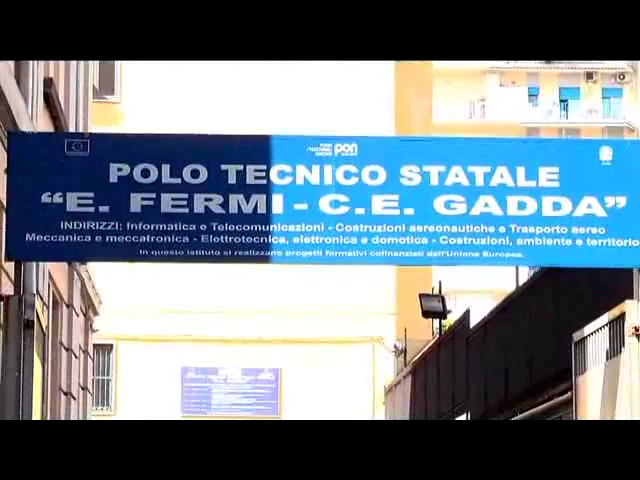 pon
POLO TECNICO STATALE
“E. FERMI - C.E. GADDA”
INDIRIZZI: Informatica e Telecomunicazioni - Costruzioni aeronautiche e Trasporto aereo
Meccanica e meccatronica - Elettrotecnica, elettronica e domotica - Costruzioni, ambiente e territorio
In questo istituto si realizzano progetti formativi cofinanziati dall'Unione Europea.